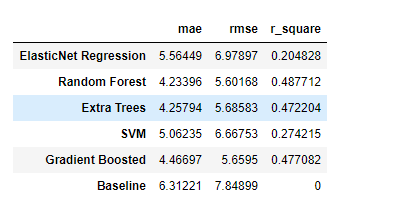 mae rmse r_square
ElasticNet Regression 5.56449 6.97897 0.204828
Random Forest 4.23396 5.60168 0.487712
Extra Trees 4.25794 5.68583 0.472204
SVM 5.06235 6.66753 0.274215
Gradient Boosted 4.46697 5.6595 0.477082
Baseline 6.31221 7.84899 0